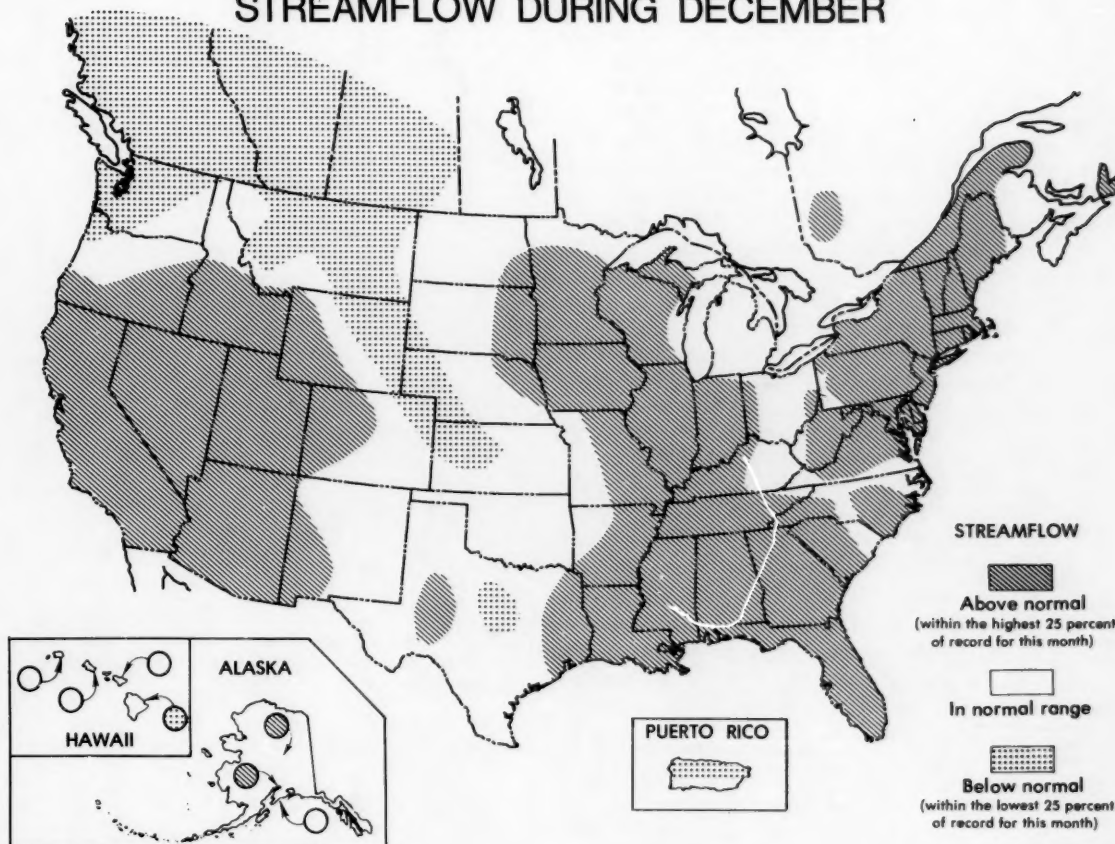 STREAMFLOW DURING DECEMBER
STREAMFLOW
Above normal
(within the highest 25 percent
of record for this month)
In normal range
Below normal
(within the lowest 25 percent
of record for this month)
HAWAII
ALASKA
PUERTO RICO